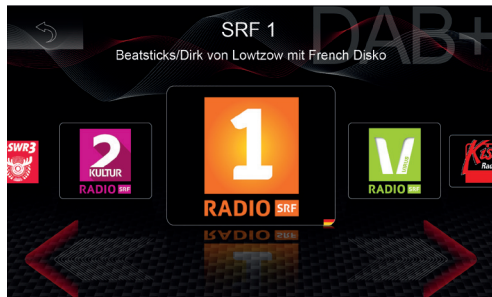 SRF 1
DAB+
Beatsticks/Dirk von Lowtzow mit French Disko
SWR3
2
KULTUR
RADIO SRF
1
RADIO SRF
RADIO SRF